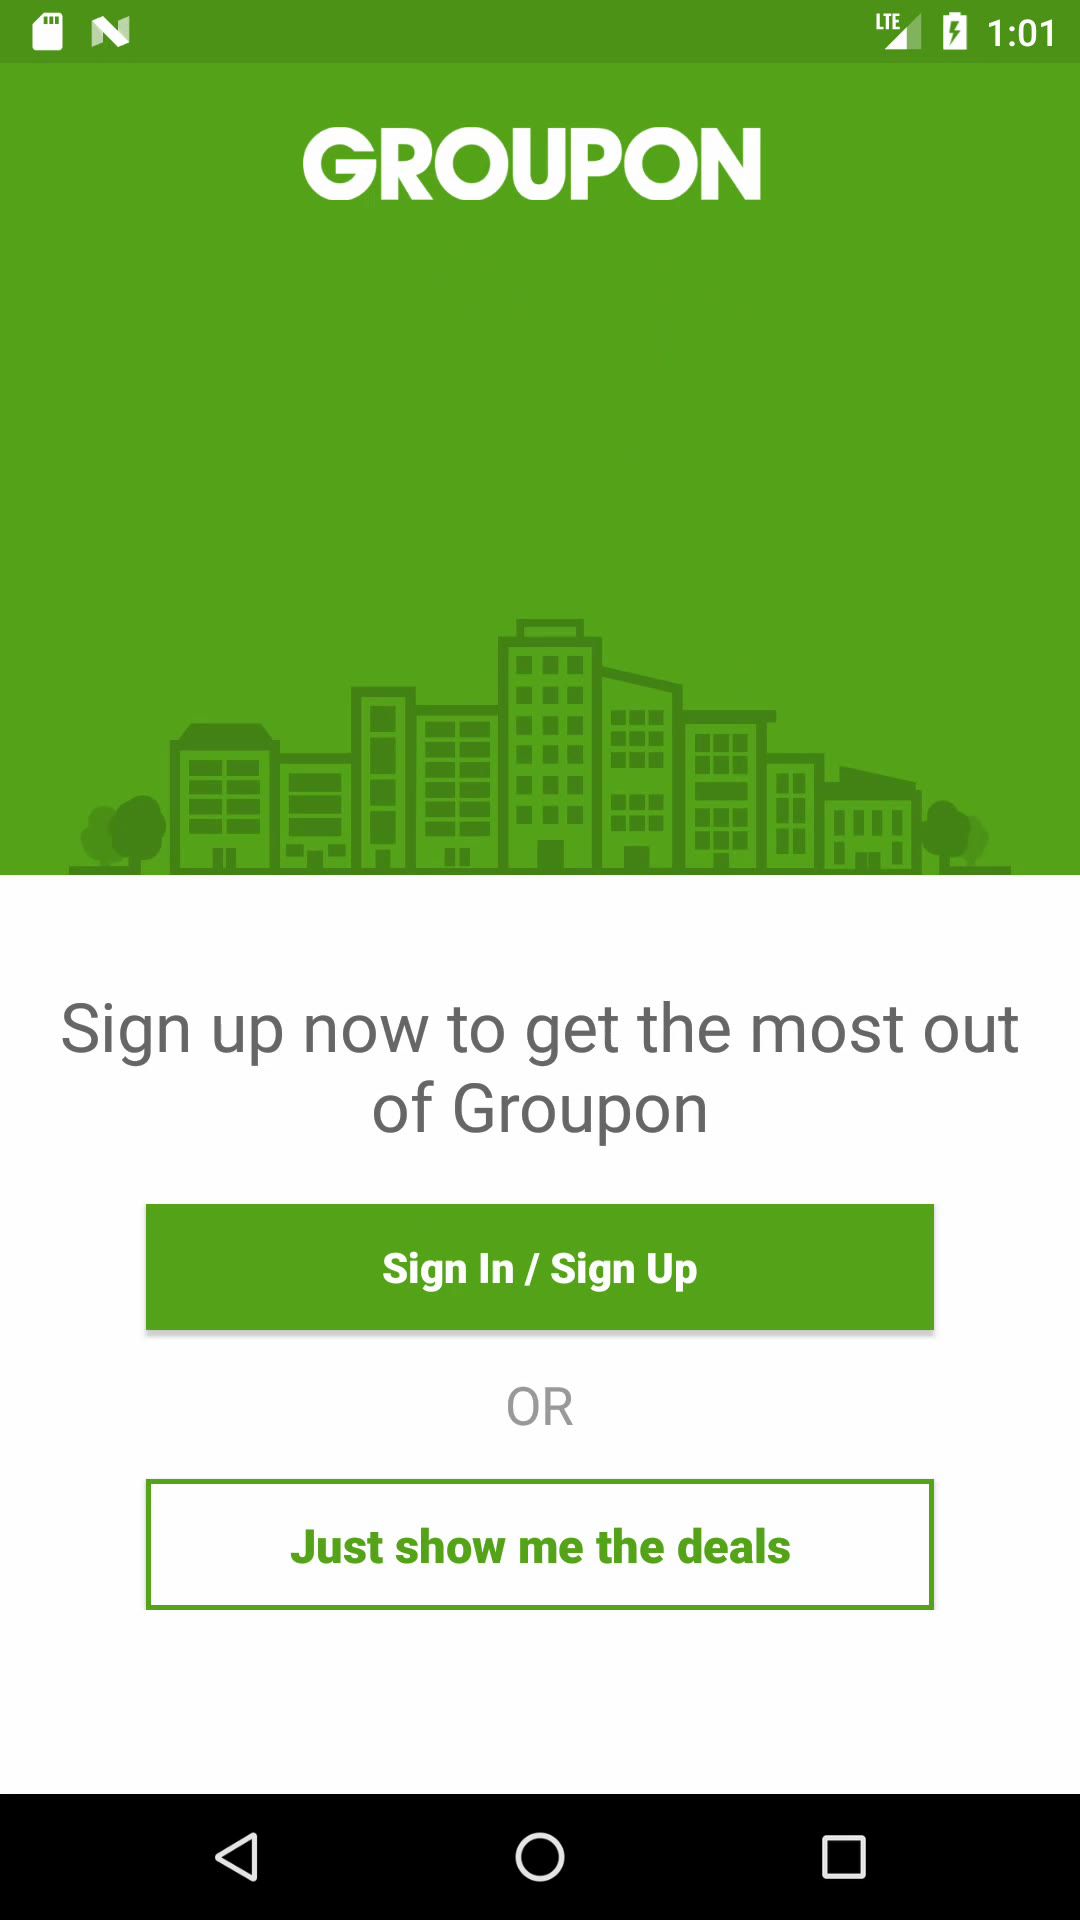 LTE 1:01
GROUPON
Sign up now to get the most out
of Groupon
Sign In / Sign Up
OR
Just show me the deals